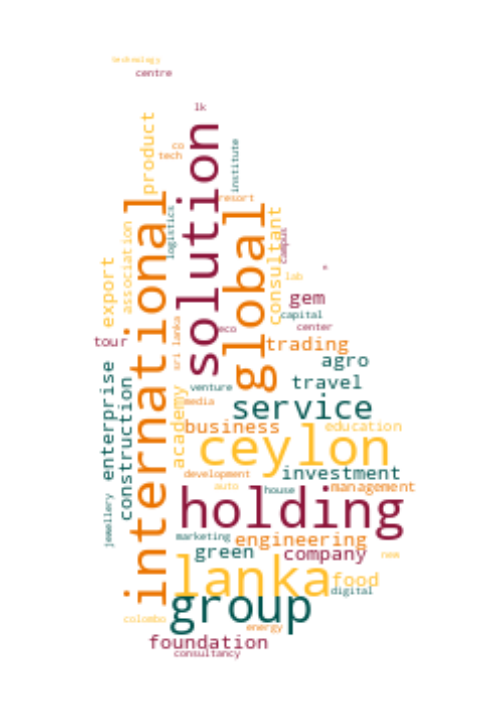 technology
centre
lk
product
co
tech
solution
institute
resort
international
logistics
global
consultant
association
campus
export
lab
gem
capital
center
eco
sri lanka
tour
trading
agro
enterprise
construction
venture
travel
academy
media
service
business
education
ceylon
development
investment
auto
house
management
holding
jewellery
marketing
engineering
green
company
new
lanka
food
digital
group
colombo
energy
foundation
consultancy